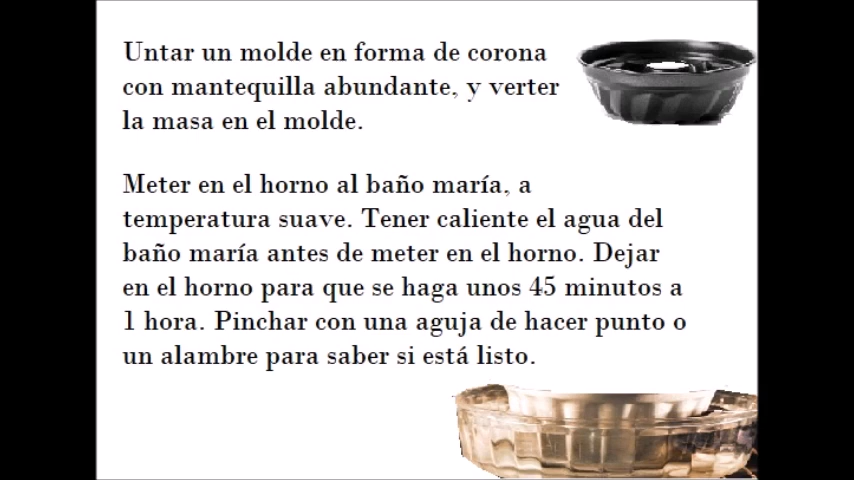 Untar un molde en forma de corona
con mantequilla abundante, y verter
la masa en el molde.
Meter en el horno al baño maría, a
temperatura suave. Tener caliente el agua del
baño maría antes de meter en el horno. Dejar
en el horno para que se haga unos 45 minutos a
1 hora. Pinchar con una aguja de hacer punto o
un alambre para saber si está listo.